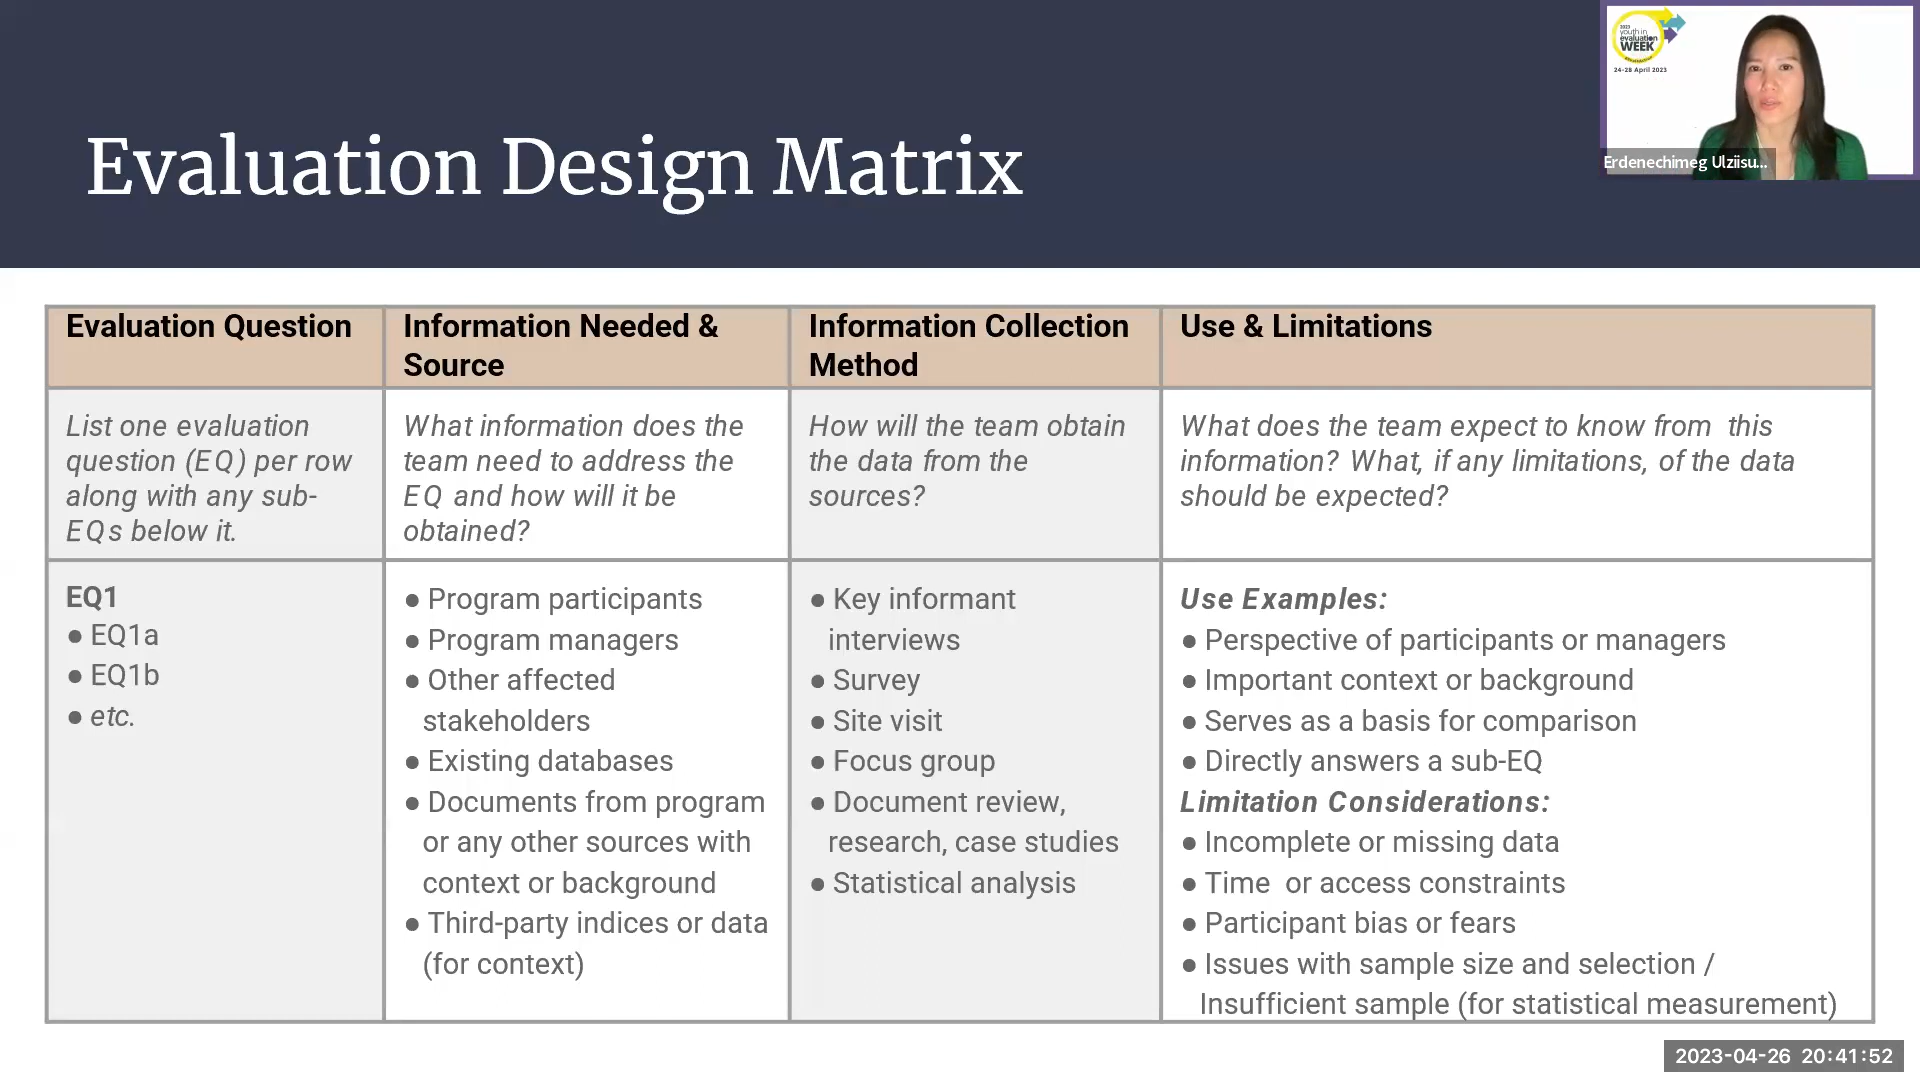 2023
youth in
evaluation
WEEK
24-28 April 2023
Erdenechimeg Ulziisu...
Evaluation Design Matrix
Evaluation Question
Information Needed &
Source
Information Collection
Method
Use & Limitations
List one evaluation
question (EQ) per row
along with any sub-
EQs below it.
What information does the
team need to address the
EQ and how will it be
obtained?
How will the team obtain
the data from the
sources?
What does the team expect to know from this
information? What, if any limitations, of the data
should be expected?
EQ1
● EQ1a
● EQ1b
● etc.
● Program participants
● Program managers
● Other affected
stakeholders
● Existing databases
● Documents from program
or any other sources with
context or background
● Third-party indices or data
(for context)
● Key informant
interviews
● Survey
● Site visit
● Focus group
● Document review,
research, case studies
● Statistical analysis
Use Examples:
● Perspective of participants or managers
● Important context or background
● Serves as a basis for comparison
● Directly answers a sub-EQ
Limitation Considerations:
● Incomplete or missing data
● Time or access constraints
● Participant bias or fears
● Issues with sample size and selection /
Insufficient sample (for statistical measurement)
2023-04-26 20:41:52